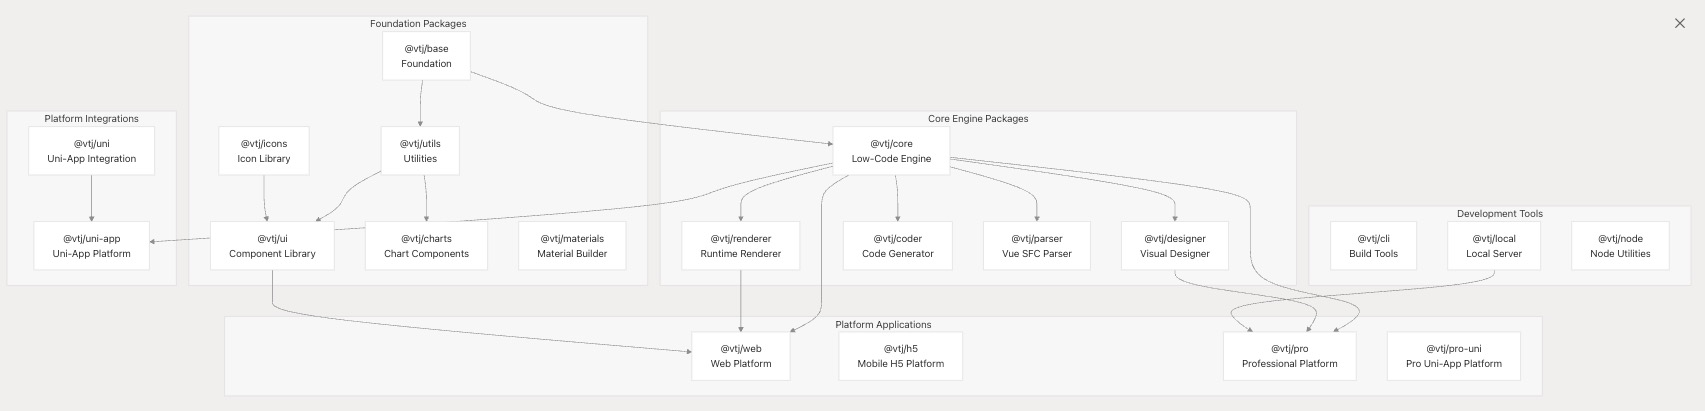 Foundation Packages
@vtj/base
Foundation
Platform Integrations
@vtj/uni
Uni-App Integration
@vtj/icons
Icon Library
@vtj/utils
Utilities
Core Engine Packages
@vtj/core
Low-Code Engine
@vtj/uni-app
Uni-App Platform
@vtj/ui
Component Library
@vtj/charts
Chart Components
@vtj/materials
Material Builder
@vtj/renderer
Runtime Renderer
@vtj/coder
Code Generator
@vtj/parser
Vue SFC Parser
@vtj/designer
Visual Designer
Development Tools
@vtj/cli
Build Tools
@vtj/local
Local Server
@vtj/node
Node Utilities
Platform Applications
@vtj/web
Web Platform
@vtj/h5
Mobile H5 Platform
@vtj/pro
Professional Platform
@vtj/pro-uni
Pro Uni-App Platform